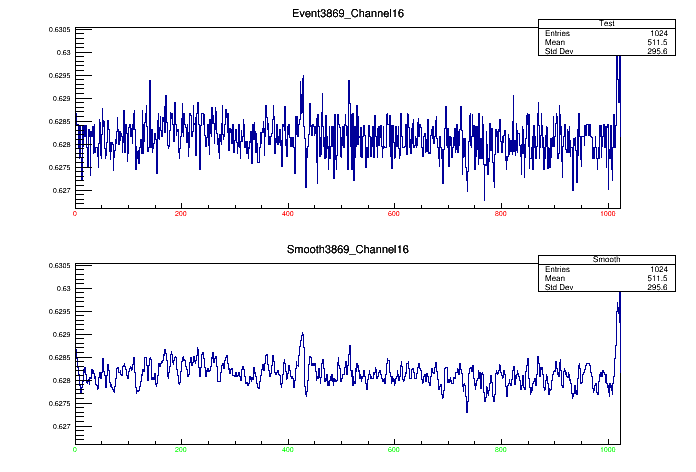 Event3869_Channel16
Test
Entries 1024
Mean 511.5
Std Dev 295.6
0.6305
0.63
0.6295
0.629
0.6285
0.628
0.6275
0.627
0 200 400 600 800 1000
Smooth3869_Channel16
Smooth
Entries 1024
Mean 511.5
Std Dev 295.6
0.6305
0.63
0.6295
0.629
0.6285
0.628
0.6275
0.627
0 200 400 600 800 1000